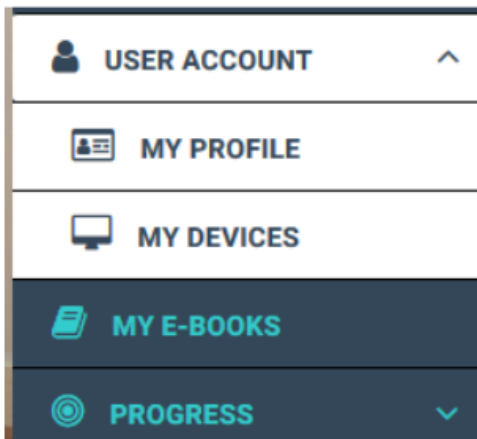 USER ACCOUNT
MY PROFILE
MY DEVICES
MY E-BOOKS
PROGRESS